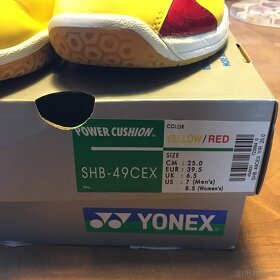 POWER CUSHION.
COLOR
YELLOW/RED
SHB-49CEX
SIZE
CM : 25.0
EUR : 39.5
UK : 6.5
US : 7 (Men's)
8.5 (Women's)
YONEX